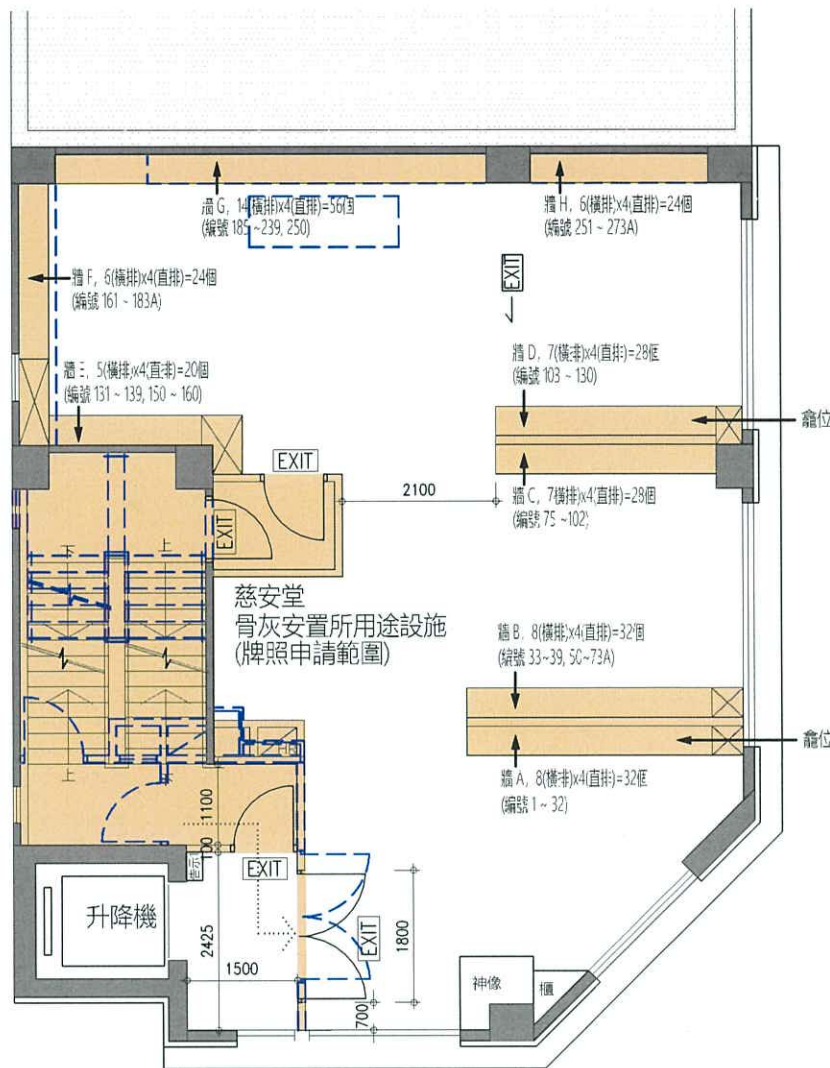 牆 G, 14(橫排)x4(直排)=56個
(編號 185 ~239, 250)
牆 H, 6(橫排)x4(直排)=24個
(編號 251 ~ 273A)
牆 F, 6(橫排)x4(直排)=24個
(編號 161 ~ 183A)
EXIT
牆 E, 5(橫排)x4(直排)=20個
(編號 131 ~ 139, 150 ~ 160)
牆 D, 7(橫排)x4(直排)=28個
(編號 103 ~ 130)
龕位
EXIT
2100
牆 C, 7(橫排)x4(直排)=28個
(編號 75 ~102)
EXIT
下
上
慈安堂
骨灰安置所用途設施
(牌照申請範圍)
牆 B, 8(橫排)x4(直排)=32個
(編號 33~39, 50~73A)
龕位
牆 A, 8(橫排)x4(直排)=32個
(編號 1 ~ 32)
上
1100
100
告示
EXIT
升降機
2425
1500
EXIT
1800
700
神像
櫃